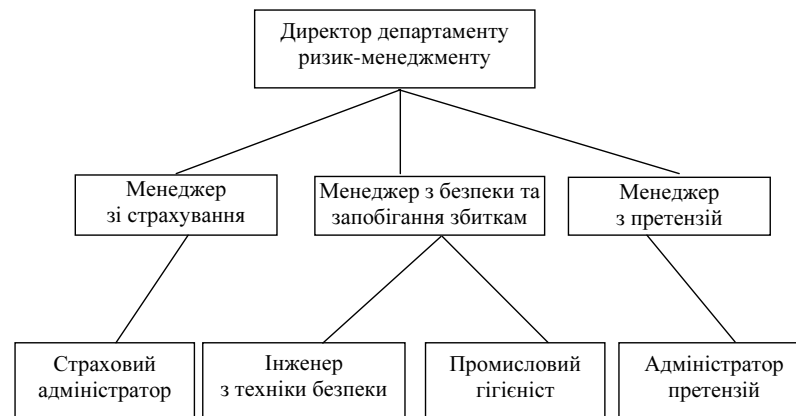 Директор департаменту
ризик-менеджменту
Менеджер
зі страхування
Менеджер з безпеки та
запобігання збиткам
Менеджер
з претензій
Страховий
адміністратор
Інженер
з техніки безпеки
Промисловий
гігієніст
Адміністратор
претензій